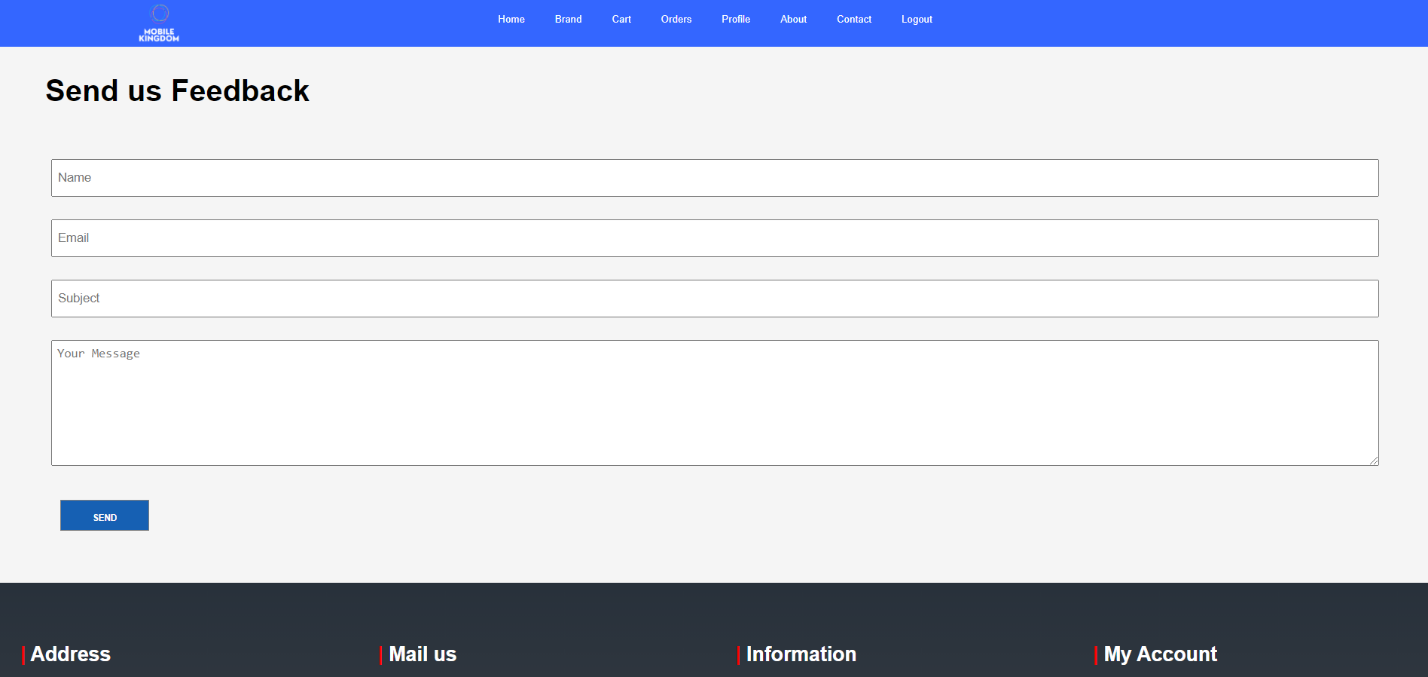 MOBILE
KINGDOM
Home Brand Cart Orders Profile About Contact Logout
Send us Feedback
Name
Email
Subject
Your Message
SEND
Address Mail us Information My Account